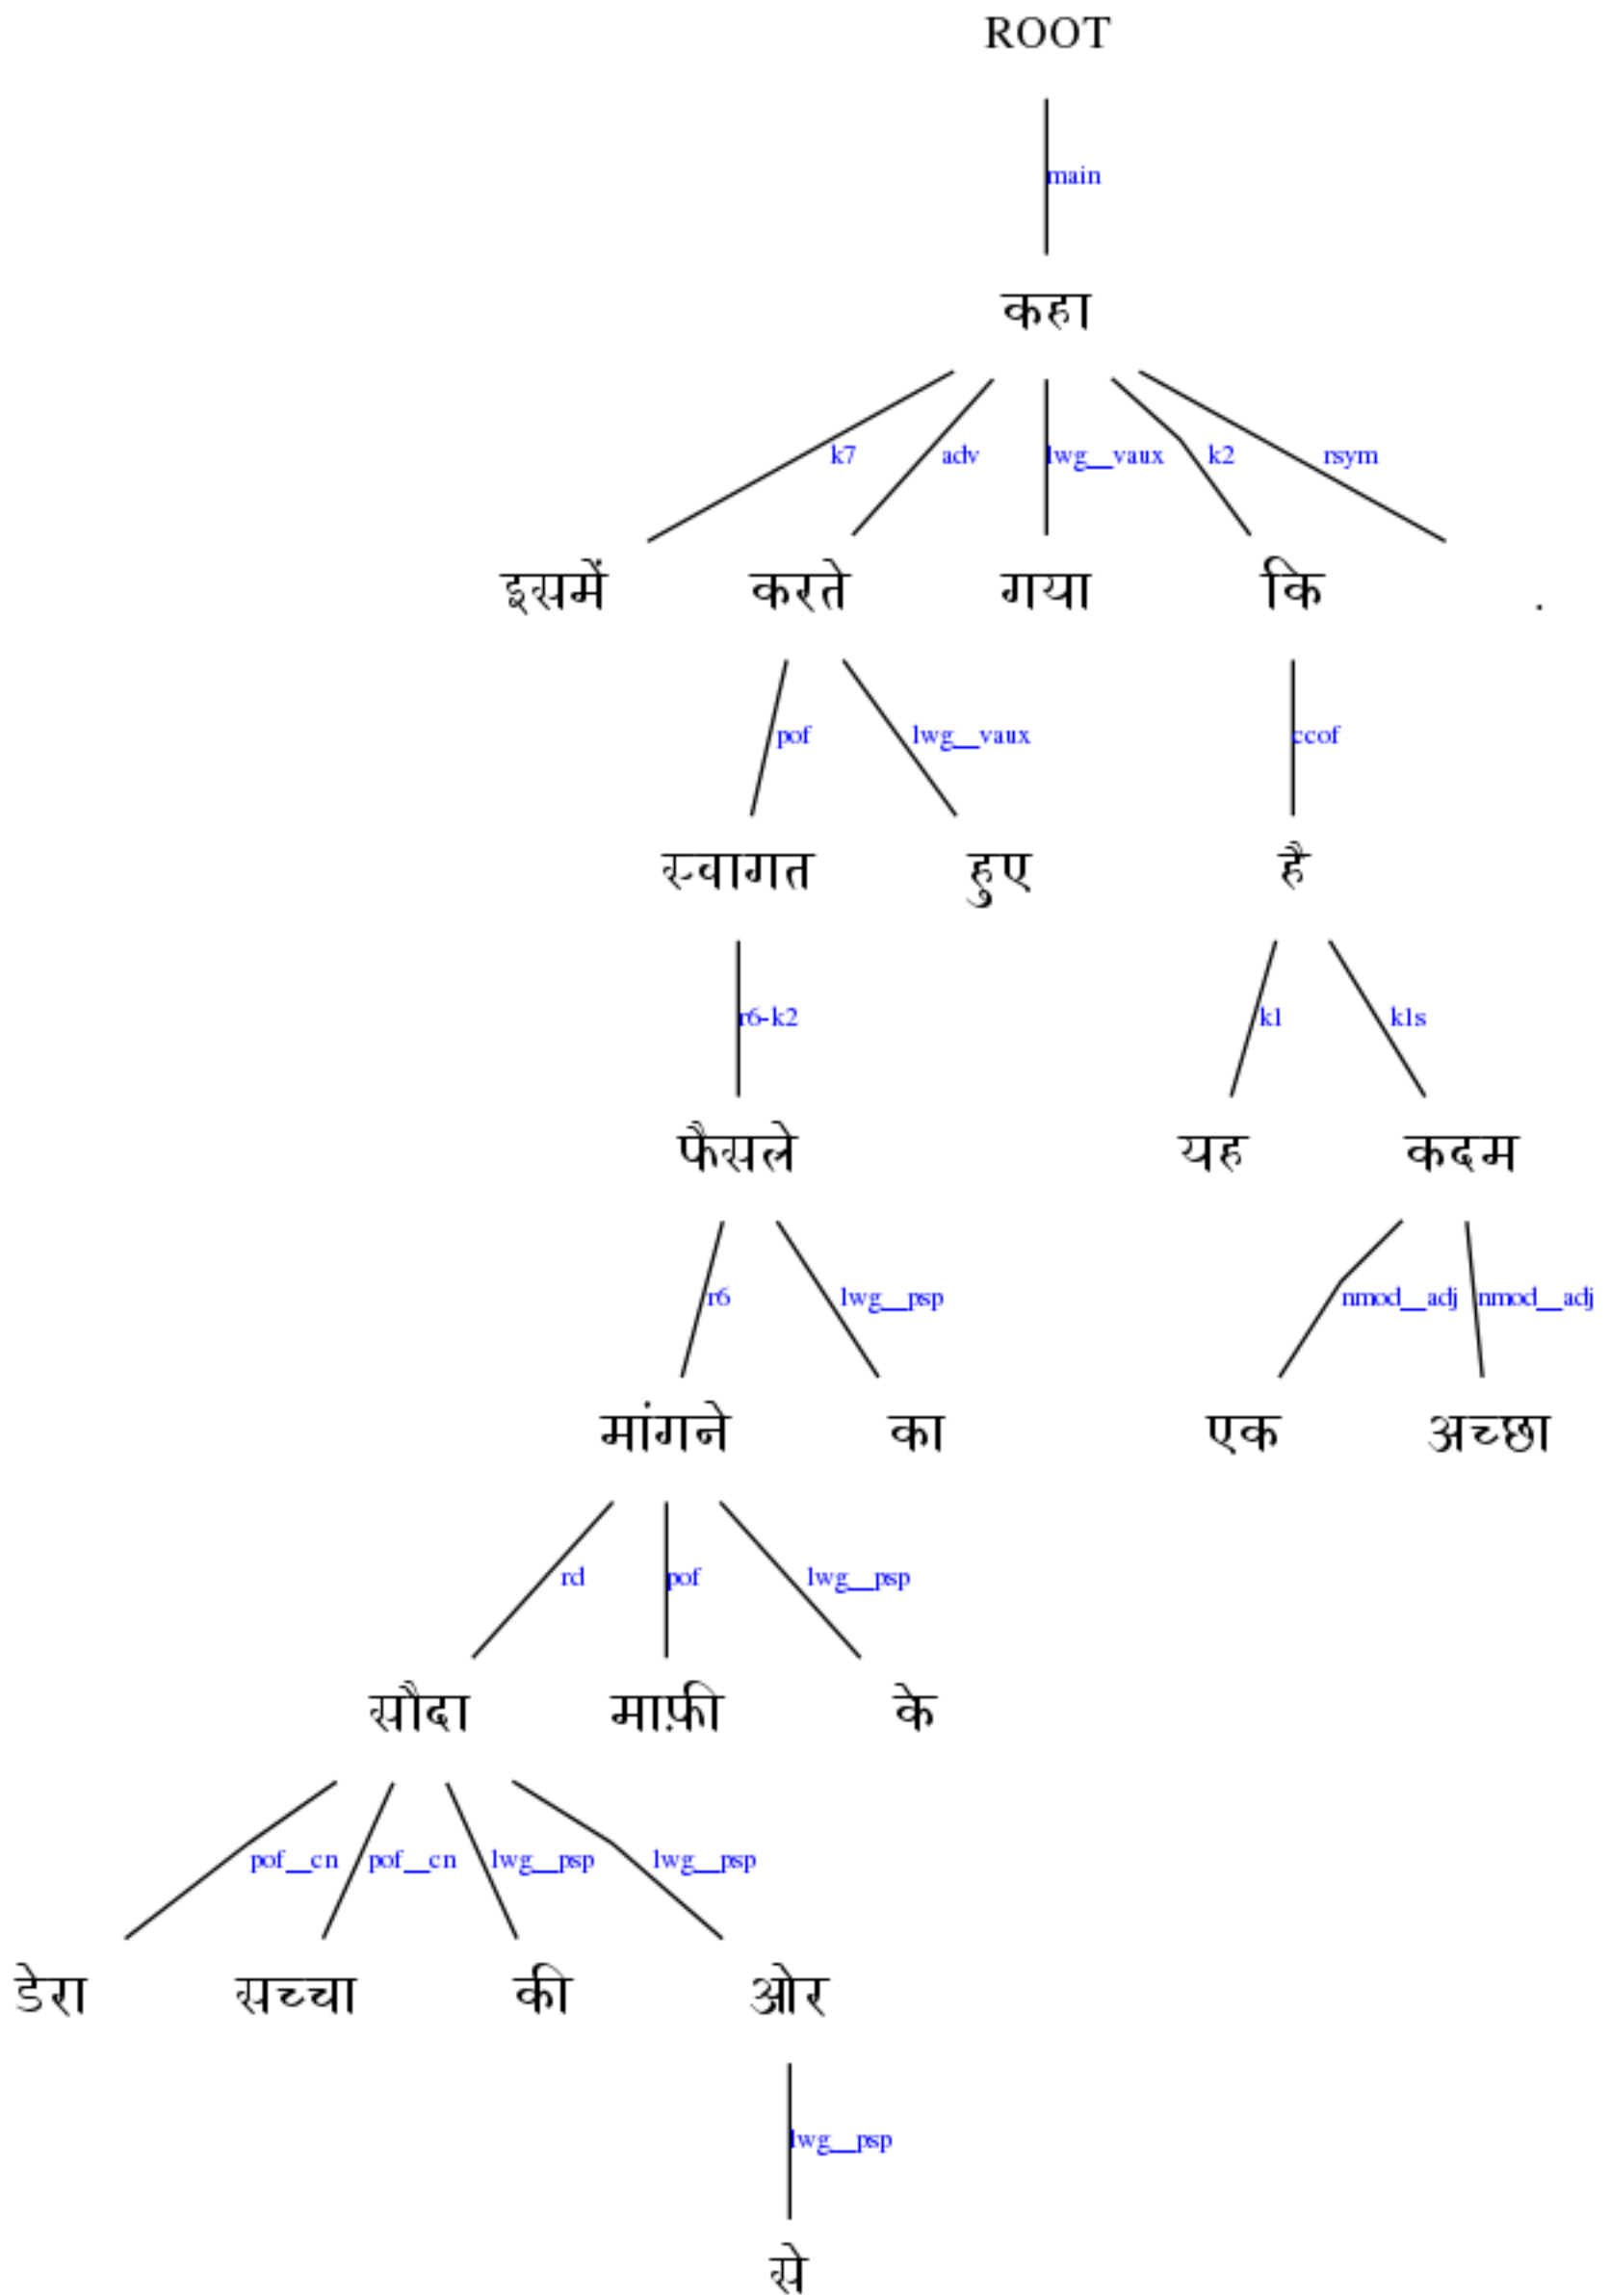 ROOT
main
कहा
k7 adv lwg__vaux k2 rsym
इसमें करते गया कि .
pof lwg__vaux ccof
स्वागत हुए है
r6-k2 k1 k1s
फैसले यह कदम
r6 lwg__psp nmod__adj nmod__adj
मांगने का एक अच्छा
rd pof lwg__psp
सौदा माफ़ी के
pof__cn pof__cn lwg__psp lwg__psp
डेरा सच्चा की ओर
lwg__psp
से